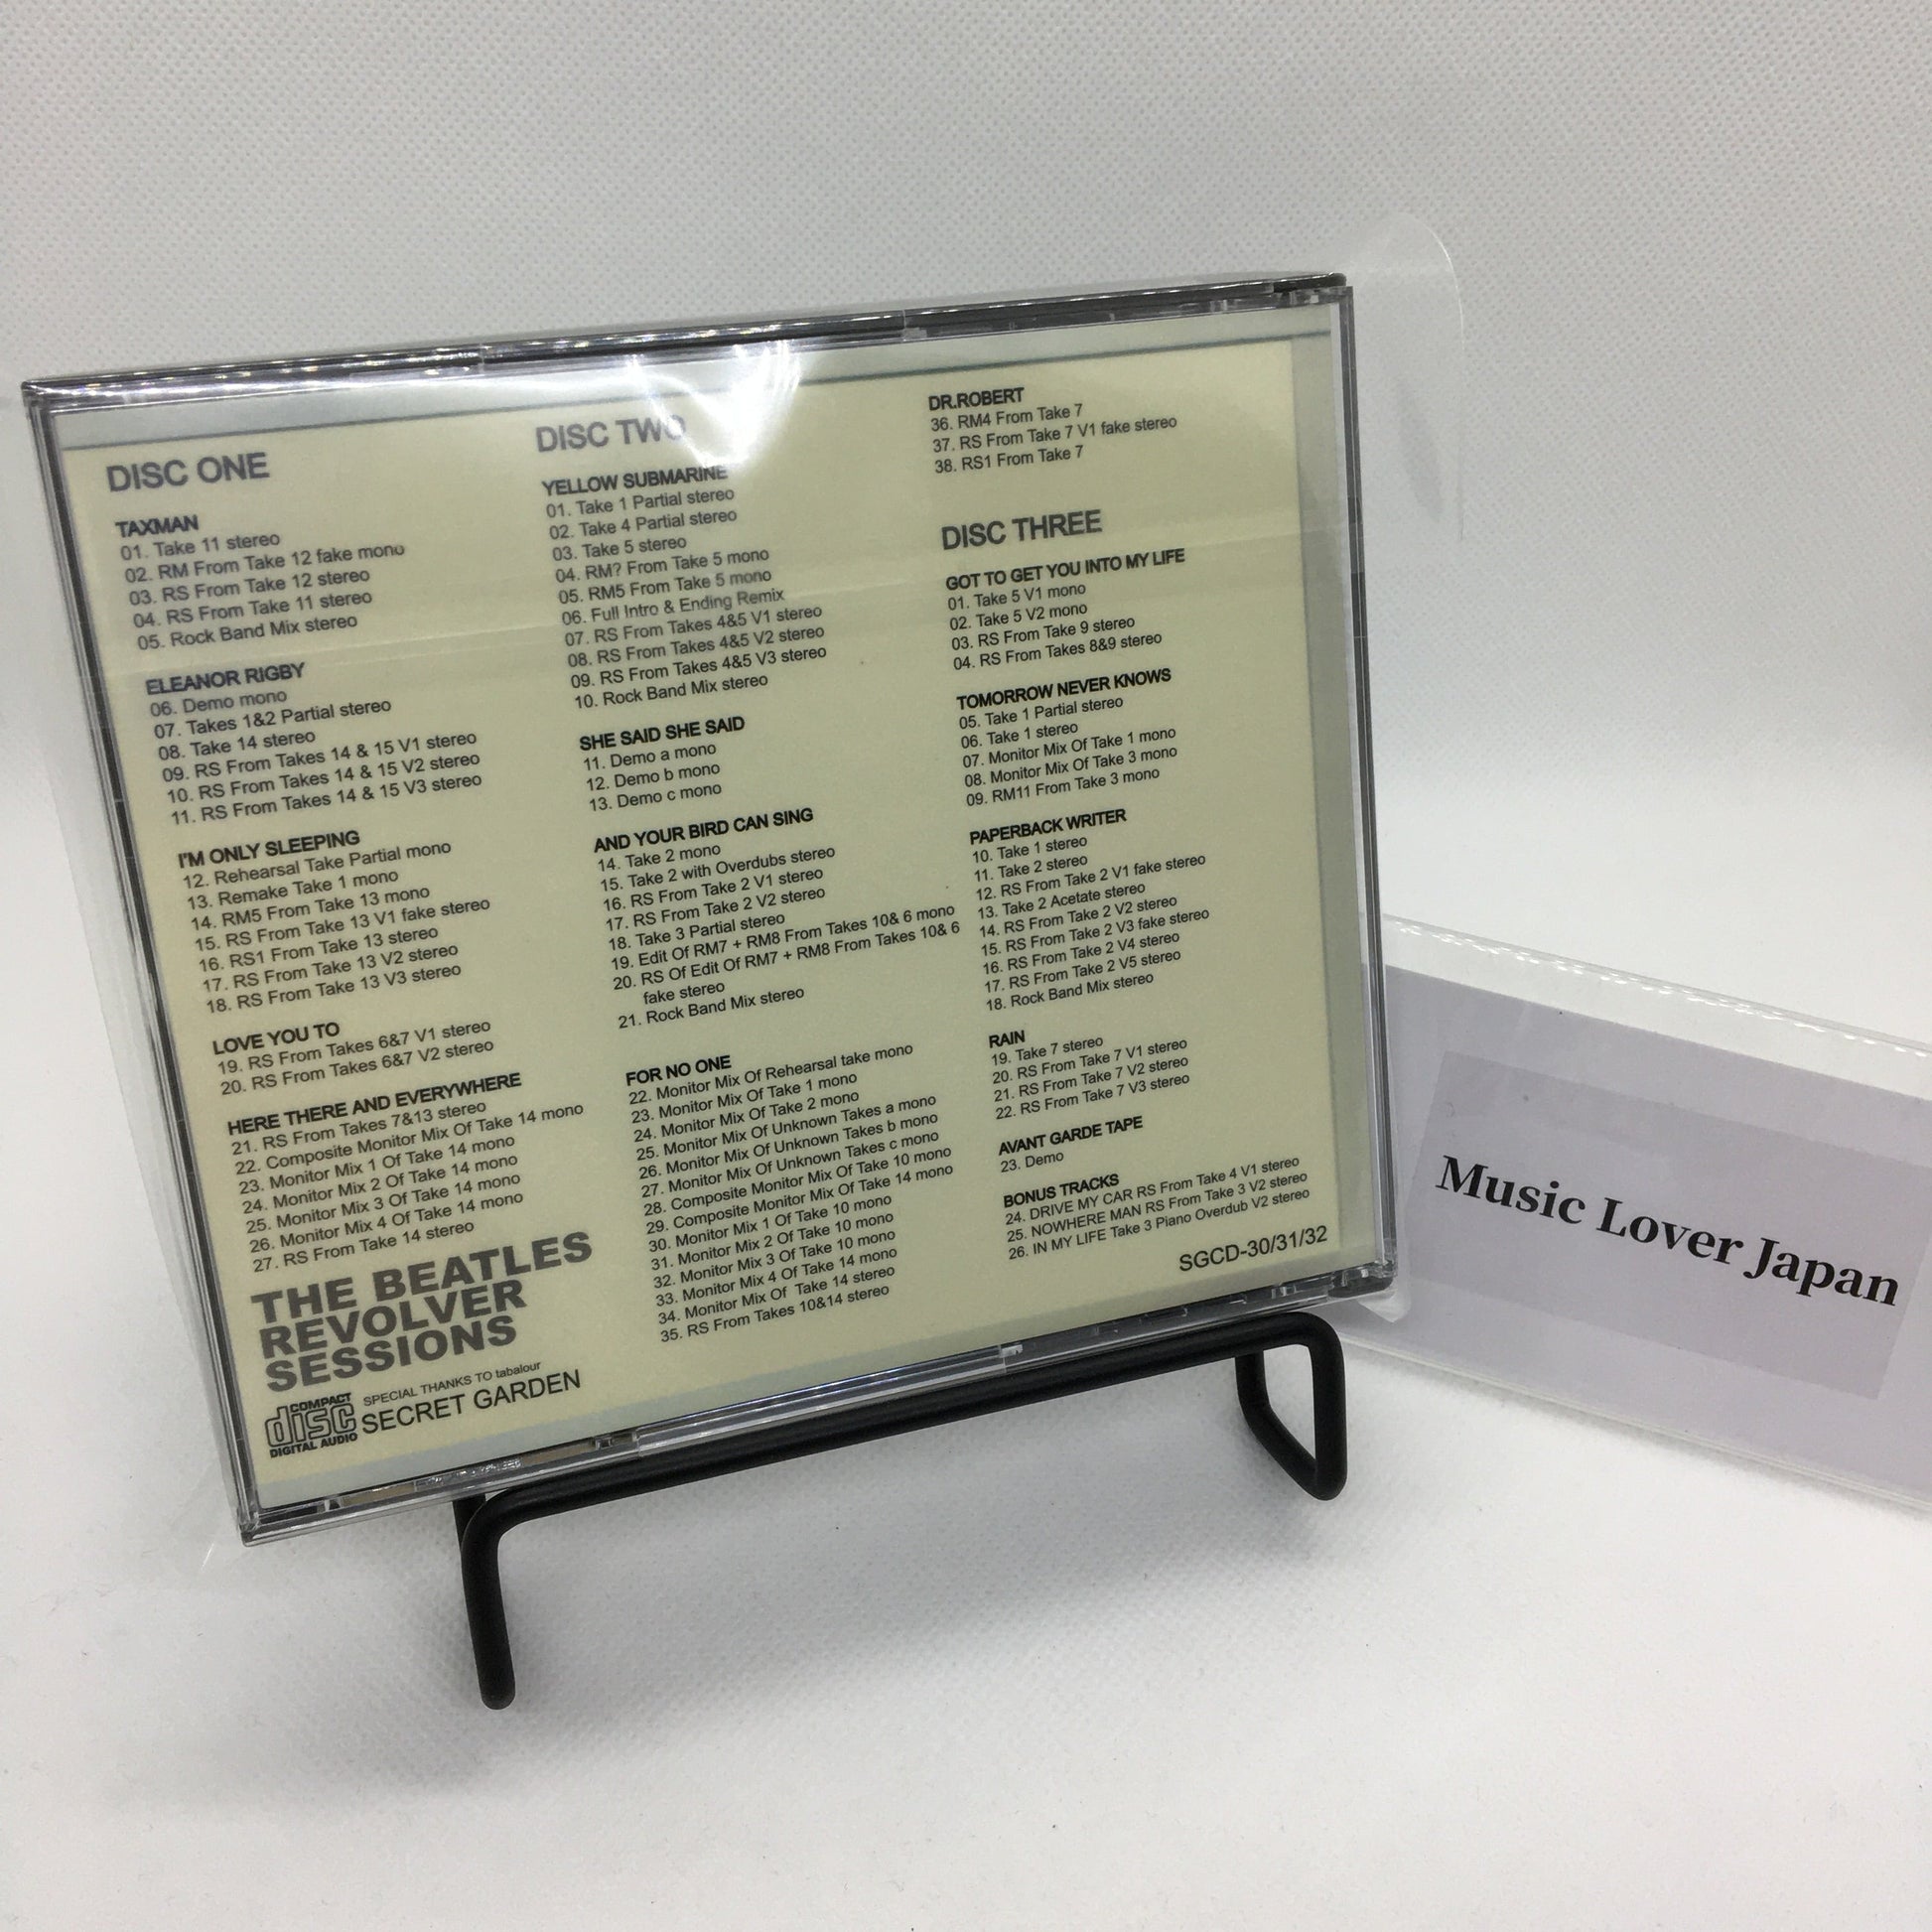 DISC ONE
TAXMAN
01. Take 11 stereo
02. RM From Take 12 fake mono
03. RS From Take 12 stereo
04. RS From Take 11 stereo
05. Rock Band Mix stereo
ELEANOR RIGBY
06. Demo mono
07. Takes 1&2 Partial stereo
08. Take 14 stereo
09. RS From Takes 14 & 15 V1 stereo
10. RS From Takes 14 & 15 V2 stereo
11. RS From Takes 14 & 15 V3 stereo
I'M ONLY SLEEPING
12. Rehearsal Take Partial mono
13. Remake Take 1 mono
14. RM5 From Take 13 mono
15. RS From Take 13 V1 fake stereo
16. RS1 From Take 13 stereo
17. RS From Take 13 V2 stereo
18. RS From Take 13 V3 stereo
LOVE YOU TO
19. RS From Takes 6&7 V1 stereo
20. RS From Takes 6&7 V2 stereo
HERE THERE AND EVERYWHERE
21. RS From Takes 7&13 stereo
22. Composite Monitor Mix Of Take 14 mono
23. Monitor Mix 1 Of Take 14 mono
24. Monitor Mix 2 Of Take 14 mono
25. Monitor Mix 3 Of Take 14 mono
26. Monitor Mix 4 Of Take 14 mono
27. RS From Take 14 stereo
THE BEATLES
REVOLVER
SESSIONS
COMPACT
disc
DIGITAL AUDIO
SPECIAL THANKS TO tabalour
SECRET GARDEN
DISC TWO
YELLOW SUBMARINE
01. Take 1 Partial stereo
02. Take 4 Partial stereo
03. Take 5 stereo
04. RM? From Take 5 mono
05. RM5 From Take 5 mono
06. Full Intro & Ending Remix
07. RS From Takes 4&5 V1 stereo
08. RS From Takes 4&5 V2 stereo
09. RS From Takes 4&5 V3 stereo
10. Rock Band Mix stereo
SHE SAID SHE SAID
11. Demo a mono
12. Demo b mono
13. Demo c mono
AND YOUR BIRD CAN SING
14. Take 2 mono
15. Take 2 with Overdubs stereo
16. RS From Take 2 V1 stereo
17. RS From Take 2 V2 stereo
18. Take 3 Partial stereo
19. Edit Of RM7 + RM8 From Takes 10& 6 mono
20. RS Of Edit Of RM7 + RM8 From Takes 10& 6
fake stereo
21. Rock Band Mix stereo
FOR NO ONE
22. Monitor Mix Of Rehearsal take mono
23. Monitor Mix Of Take 1 mono
24. Monitor Mix Of Take 2 mono
25. Monitor Mix Of Unknown Takes a mono
26. Monitor Mix Of Unknown Takes b mono
27. Monitor Mix Of Unknown Takes c mono
28. Composite Monitor Mix Of Take 10 mono
29. Composite Monitor Mix Of Take 14 mono
30. Monitor Mix 1 Of Take 10 mono
31. Monitor Mix 2 Of Take 10 mono
32. Monitor Mix 3 Of Take 10 mono
33. Monitor Mix 4 Of Take 14 mono
34. Monitor Mix Of Take 14 stereo
35. RS From Takes 10&14 stereo
DR.ROBERT
36. RM4 From Take 7
37. RS From Take 7 V1 fake stereo
38. RS1 From Take 7
DISC THREE
GOT TO GET YOU INTO MY LIFE
01. Take 5 V1 mono
02. Take 5 V2 mono
03. RS From Take 9 stereo
04. RS From Takes 8&9 stereo
TOMORROW NEVER KNOWS
05. Take 1 Partial stereo
06. Take 1 stereo
07. Monitor Mix Of Take 1 mono
08. Monitor Mix Of Take 3 mono
09. RM11 From Take 3 mono
PAPERBACK WRITER
10. Take 1 stereo
11. Take 2 stereo
12. RS From Take 2 V1 fake stereo
13. Take 2 Acetate stereo
14. RS From Take 2 V2 stereo
15. RS From Take 2 V3 fake stereo
16. RS From Take 2 V4 stereo
17. RS From Take 2 V5 stereo
18. Rock Band Mix stereo
RAIN
19. Take 7 stereo
20. RS From Take 7 V1 stereo
21. RS From Take 7 V2 stereo
22. RS From Take 7 V3 stereo
AVANT GARDE TAPE
23. Demo
BONUS TRACKS
24. DRIVE MY CAR RS From Take 4 V1 stereo
25. NOWHERE MAN RS From Take 3 V2 stereo
26. IN MY LIFE Take 3 Piano Overdub V2 stereo
SGCD-30/31/32
Music Lover Japan